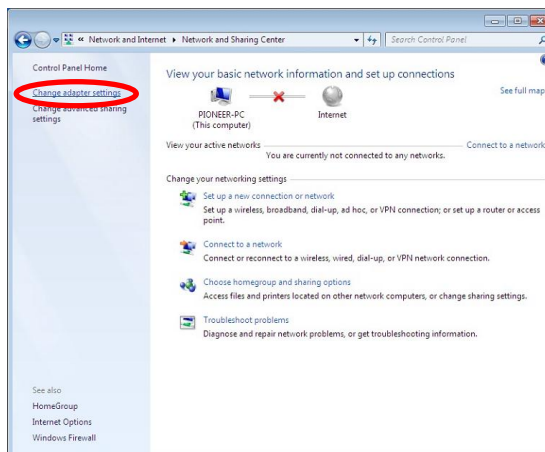 « Network and Internet ▸ Network and Sharing Center
Search Control Panel
Control Panel Home
Change adapter settings
Change advanced sharing
settings
View your basic network information and set up connections
See full map
PIONEER-PC
(This computer)
Internet
View your active networks
Connect to a network
You are currently not connected to any networks.
Change your networking settings
Set up a new connection or network
Set up a wireless, broadband, dial-up, ad hoc, or VPN connection; or set up a router or access
point.
Connect to a network
Connect or reconnect to a wireless, wired, dial-up, or VPN network connection.
Choose homegroup and sharing options
Access files and printers located on other network computers, or change sharing settings.
Troubleshoot problems
Diagnose and repair network problems, or get troubleshooting information.
See also
HomeGroup
Internet Options
Windows Firewall